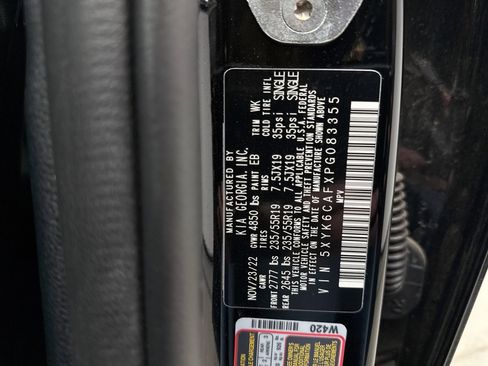 MANUFACTURED BY
KIA GEORGIA, INC.
NOV/23/22 GVWR 4850 lbs PAINT EB TRIM WK
GAWR TIRES RIMS COLD TIRE INFL
FRONT 2777 lbs 235/55R19 7.5JX19 35psi SINGLE
REAR 2645 lbs 235/55R19 7.5JX19 35psi SINGLE
THIS VEHICLE CONFORMS TO ALL APPLICABLE U.S.A. FEDERAL
MOTOR VEHICLE SAFETY AND THEFT PREVENTION STANDARDS
IN EFFECT ON THE DATE OF MANUFACTURE SHOWN ABOVE
VIN 5XYK6CAFXPG083355
MPV
W420